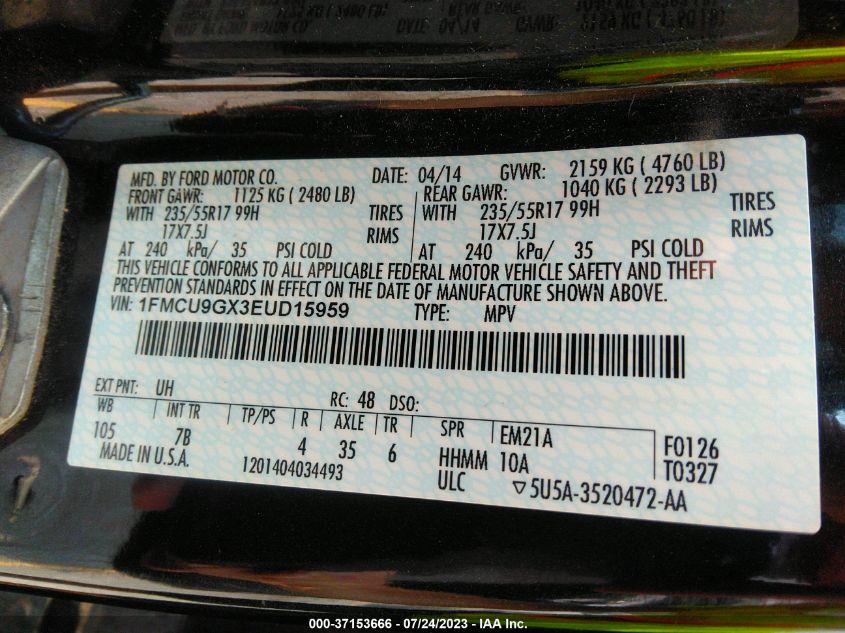 MFD. BY FORD MOTOR CO. DATE: 04/14 GVWR: 2159 KG ( 4760 LB)
FRONT GAWR: 1125 KG ( 2480 LB) REAR GAWR: 1040 KG ( 2293 LB)
WITH 235/55R17 99H TIRES WITH 235/55R17 99H TIRES
17X7.5J RIMS 17X7.5J RIMS
AT 240 kPa/ 35 PSI COLD AT 240 kPa/ 35 PSI COLD
THIS VEHICLE CONFORMS TO ALL APPLICABLE FEDERAL MOTOR VEHICLE SAFETY AND THEFT
PREVENTION STANDARDS IN EFFECT ON THE DATE OF MANUFACTURE SHOWN ABOVE.
VIN: 1FMCU9GX3EUD15959 TYPE: MPV
EXT PNT: UH RC: 48 DSO:
WB INT TR TP/PS R AXLE TR SPR EM21A F0126
105 7B 4 35 6 HHMM 10A T0327
MADE IN U.S.A. 1201404034493 ULC ▽5U5A-3520472-AA
000-37153666 - 07/24/2023 - IAA Inc.